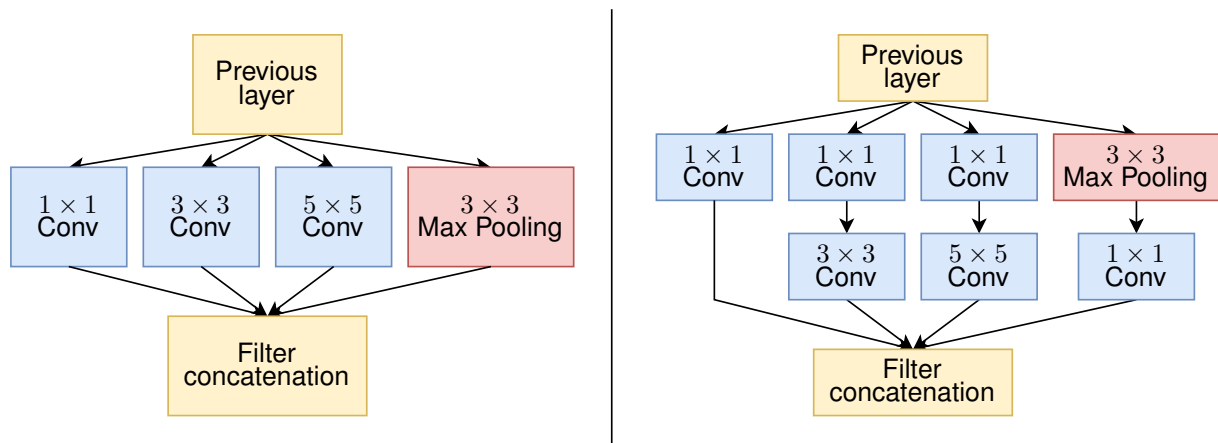 Previous
layer
1 × 1
Conv
3 × 3
Conv
5 × 5
Conv
3 × 3
Max Pooling
Filter
concatenation
Previous
layer
1 × 1
Conv
1 × 1
Conv
1 × 1
Conv
3 × 3
Max Pooling
3 × 3
Conv
5 × 5
Conv
1 × 1
Conv
Filter
concatenation